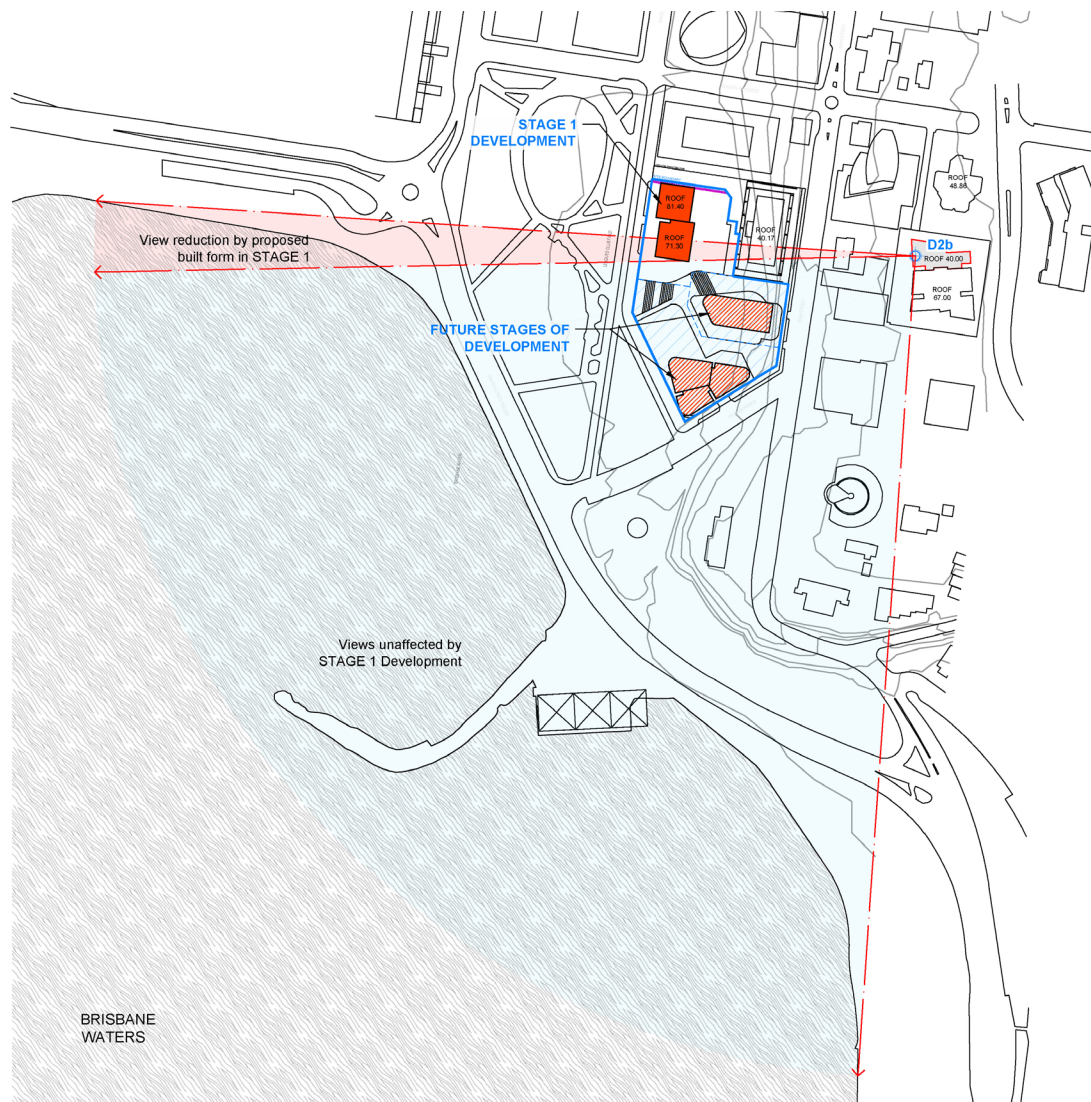 STAGE 1
DEVELOPMENT
ROOF
81.40
ROOF
71.30
ROOF
40.17
ROOF
48.86
D2b
ROOF 40.00
ROOF
67.00
View reduction by proposed
built form in STAGE 1
FUTURE STAGES OF
DEVELOPMENT
Views unaffected by
STAGE 1 Development
BRISBANE
WATERS